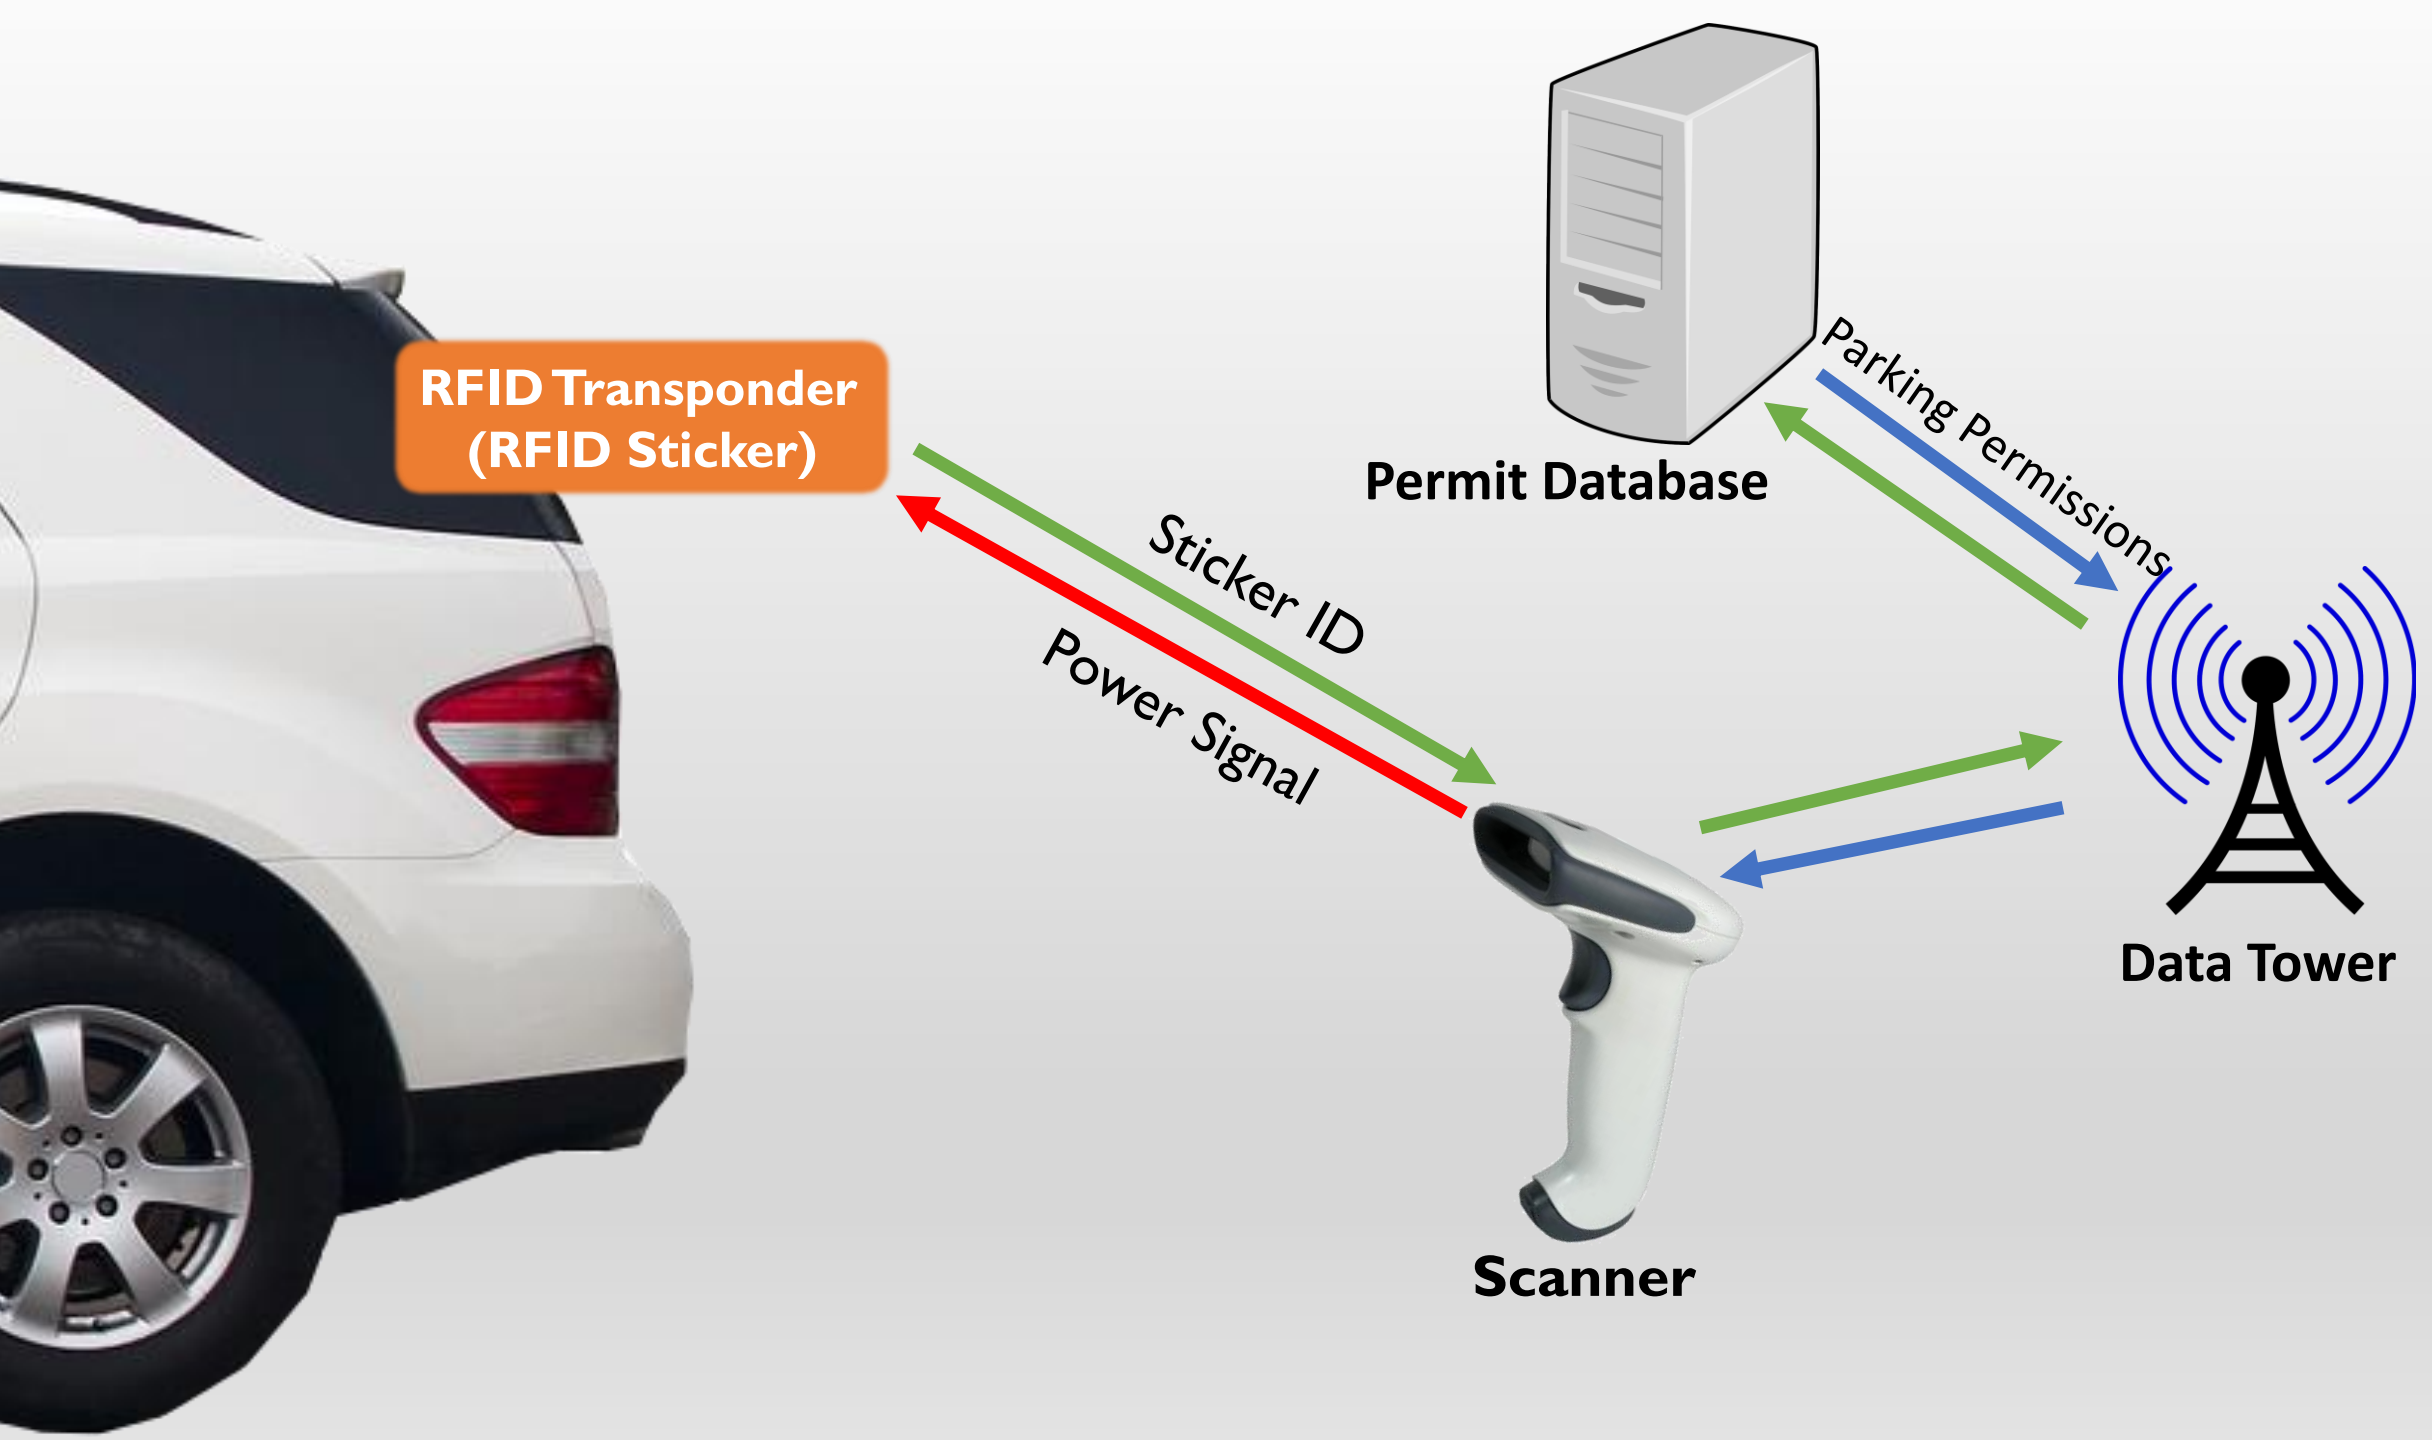 RFID Transponder
(RFID Sticker)
Sticker ID
Power Signal
Permit Database
Parking Permissions
Data Tower
Scanner